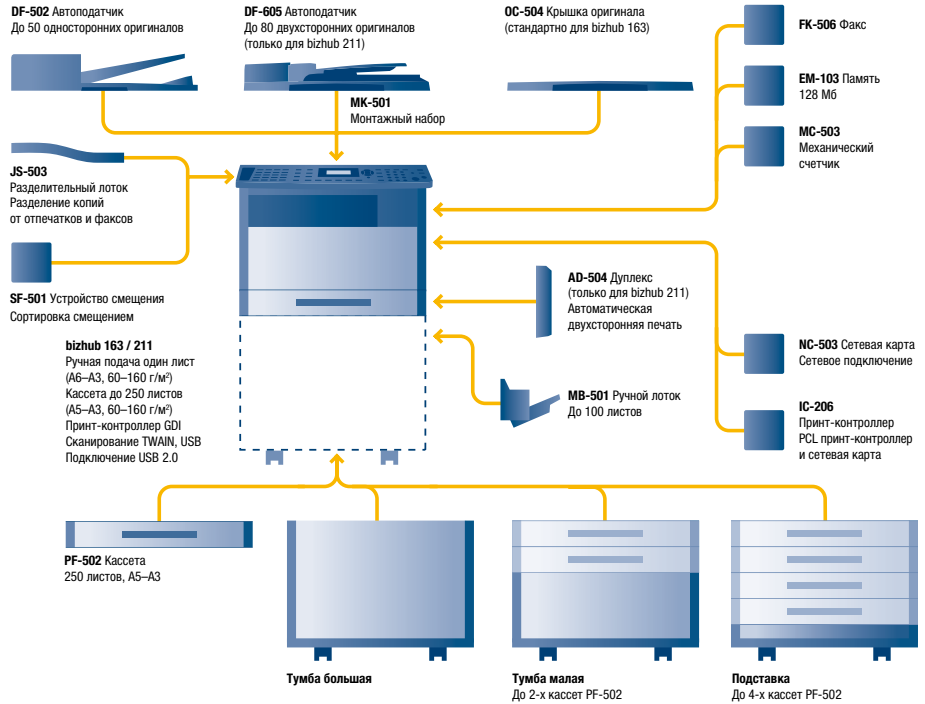 DF-502 Автоподатчик
До 50 односторонних оригиналов
DF-605 Автоподатчик
До 80 двухсторонних оригиналов
(только для bizhub 211)
OC-504 Крышка оригинала
(стандартно для bizhub 163)
FK-506 Факс
EM-103 Память
128 Мб
MC-503
Механический
счетчик
MK-501
Монтажный набор
JS-503
Разделительный лоток
Разделение копий
от отпечатков и факсов
SF-501 Устройство смещения
Сортировка смещением
AD-504 Дуплекс
(только для bizhub 211)
Автоматическая
двухсторонняя печать
bizhub 163 / 211
Ручная подача один лист
(A6–A3, 60–160 г/м²)
Кассета до 250 листов
(A5–A3, 60–160 г/м²)
Принт-контроллер GDI
Сканирование TWAIN, USB
Подключение USB 2.0
MB-501 Ручной лоток
До 100 листов
NC-503 Сетевая карта
Сетевое подключение
IC-206
Принт-контроллер
PCL принт-контроллер
и сетевая карта
PF-502 Кассета
250 листов, A5–A3
Тумба большая
Тумба малая
До 2-х кассет PF-502
Подставка
До 4-х кассет PF-502